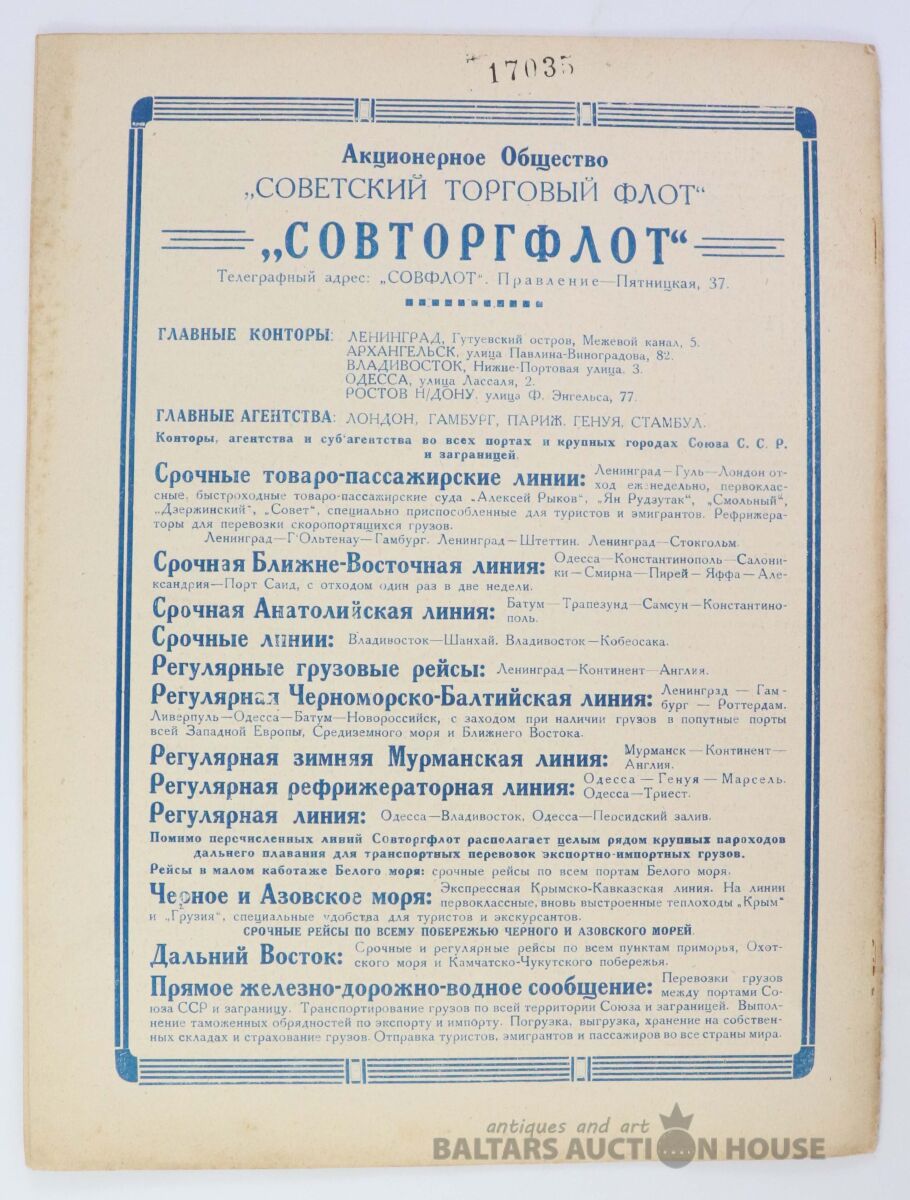 17035
Акционерное Общество
„СОВЕТСКИЙ ТОРГОВЫЙ ФЛОТ“
„СОВТОРГФЛОТ“
Телеграфный адрес: „СОВФЛОТ“. Правление—Пятницкая, 37.
ГЛАВНЫЕ КОНТОРЫ: ЛЕНИНГРАД, Гутуевский остров, Межевой канал, 5.
АРХАНГЕЛЬСК, улица Павлина-Виноградова, 82.
ВЛАДИВОСТОК, Нижне-Портовая улица. 3.
ОДЕССА, улица Лассаля, 2.
РОСТОВ Н/ДОНУ, улица Ф. Энгельса, 77.
ГЛАВНЫЕ АГЕНТСТВА: ЛОНДОН, ГАМБУРГ, ПАРИЖ, ГЕНУЯ, СТАМБУЛ.
Конторы, агентства и суб'агентства во всех портах и крупных городах Союза С. С. Р.
и заграницей.
Срочные товаро-пассажирские линии: Ленинград—Гуль—Лондон от-
ход еженедельно, первоклас-
сные, быстроходные товаро-пассажирские суда „Алексей Рыков“, „Ян Рудзутак“, „Смольный“,
„Дзержинский“, „Совет“, специально приспособленные для туристов и эмигрантов. Рефрижера-
торы для перевозки скоропортящихся грузов.
Ленинград—Г'Ольтенау—Гамбург. Ленинград—Штеттин. Ленинград—Стокгольм.
Срочная Ближне-Восточная линия: Одесса—Константинополь—Салони-
ки—Смирна—Пирей—Яффа—Але-
ксандрия—Порт Саид, с отходом один раз в две недели.
Срочная Анатолийская линия: Батум—Трапезунд—Самсун—Константино-
поль.
Срочные линии: Владивосток—Шанхай. Владивосток—Кобеосака.
Регулярные грузовые рейсы: Ленинград—Континент—Англия.
Регулярная Черноморско-Балтийская линия: Ленинград — Гам-
бург — Роттердам.
Ливерпуль—Одесса—Батум—Новороссийск, с заходом при наличии грузов в попутные порты
всей Западной Европы, Средиземного моря и Ближнего Востока.
Регулярная зимняя Мурманская линия: Мурманск—Континент—
Англия.
Регулярная рефрижераторная линия: Одесса — Генуя — Марсель.
Одесса—Триест.
Регулярная линия: Одесса—Владивосток, Одесса—Персидский залив.
Помимо перечисленных линий Совторгфлот располагает целым рядом крупных пароходов
дальнего плавания для транспортных перевозок экспортно-импортных грузов.
Рейсы в малом каботаже Белого моря: срочные рейсы по всем портам Белого моря.
Черное и Азовское моря: Экспрессная Крымско-Кавказская линия. На линии
первоклассные, вновь выстроенные теплоходы „Крым“
и „Грузия“, специальные удобства для туристов и экскурсантов.
СРОЧНЫЕ РЕЙСЫ ПО ВСЕМУ ПОБЕРЕЖЬЮ ЧЕРНОГО И АЗОВСКОГО МОРЕЙ.
Дальний Восток: Срочные и регулярные рейсы по всем пунктам приморья, Охот-
ского моря и Камчатско-Чукутского побережья.
Прямое железно-дорожно-водное сообщение: Перевозки грузов
между портами Со-
юза ССР и заграницу. Транспортирование грузов по всей территории Союза и заграницей. Выпол-
нение таможенных обрядностей по экспорту и импорту. Погрузка, выгрузка, хранение на собствен-
ных складах и страхование грузов. Отправка туристов, эмигрантов и пассажиров во все страны мира.
antiques and art
BALTARS AUCTION HOUSE